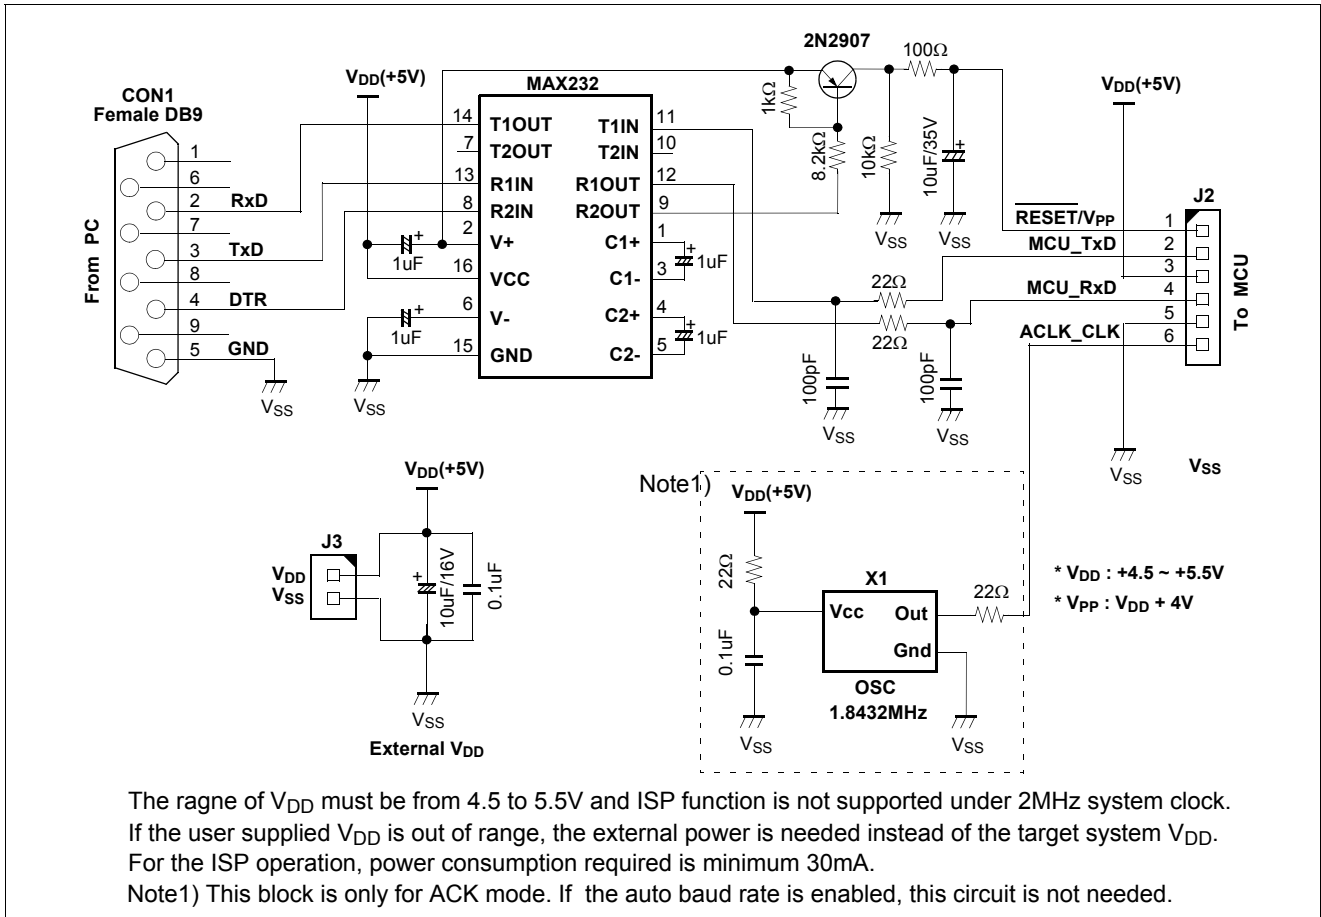 2N2907
100Ω
VDD(+5V)
MAX232
VDD(+5V)
CON1
Female DB9
1kΩ
14 T1OUT T1IN 11
7 T2OUT T2IN 10
13 R1IN R1OUT 12
8 R2IN R2OUT 9
2 V+ C1+ 1
16 VCC C1- 3
6 V- C2+ 4
15 GND C2- 5
8.2kΩ
10kΩ
10uF/35V
+
1
6
2 RxD
7
3 TxD
8
4 DTR
9
5 GND
From PC
VSS
+
1uF
+
1uF
VSS
+
1uF
+
1uF
VSS
VSS
J2
RESET/VPP 1
MCU_TxD 2
3
MCU_RxD 4
5
ACLK_CLK 6
To MCU
22Ω
22Ω
100pF
100pF
VSS
VSS
VSS
VSS
VDD(+5V)
J3
VDD
VSS
+
10uF/16V
0.1uF
VSS
External VDD
Note1)
VDD(+5V)
22Ω
0.1uF
VSS
X1
Vcc Out
Gnd
OSC
1.8432MHz
22Ω
VSS
* VDD : +4.5 ~ +5.5V
* VPP : VDD + 4V
The ragne of VDD must be from 4.5 to 5.5V and ISP function is not supported under 2MHz system clock.
If the user supplied VDD is out of range, the external power is needed instead of the target system VDD.
For the ISP operation, power consumption required is minimum 30mA.
Note1) This block is only for ACK mode. If  the auto baud rate is enabled, this circuit is not needed.